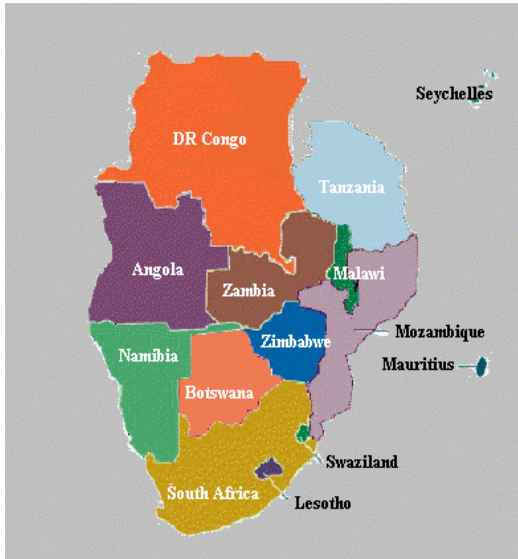 Seychelles
DR Congo
Tanzania
Angola
Malawi
Zambia
Mozambique
Zimbabwe
Namibia
Mauritius
Botswana
Swaziland
South Africa
Lesotho